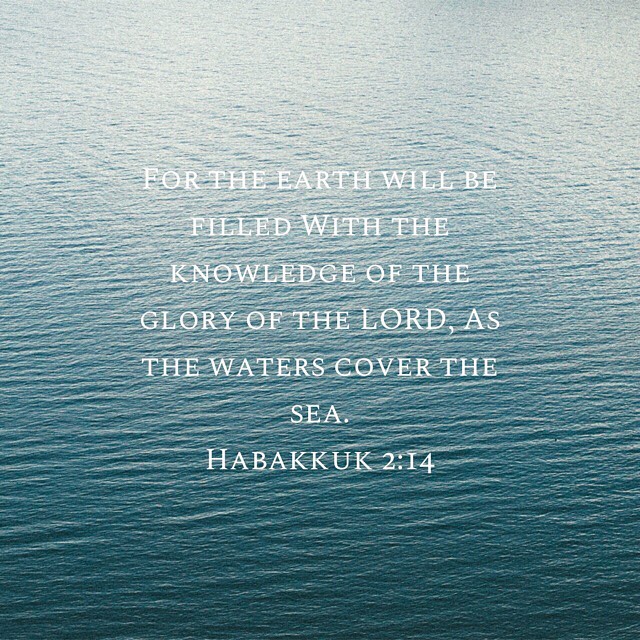 For the earth will be
filled With the
knowledge of the
glory of the LORD, As
the waters cover the
sea.
Habakkuk 2:14